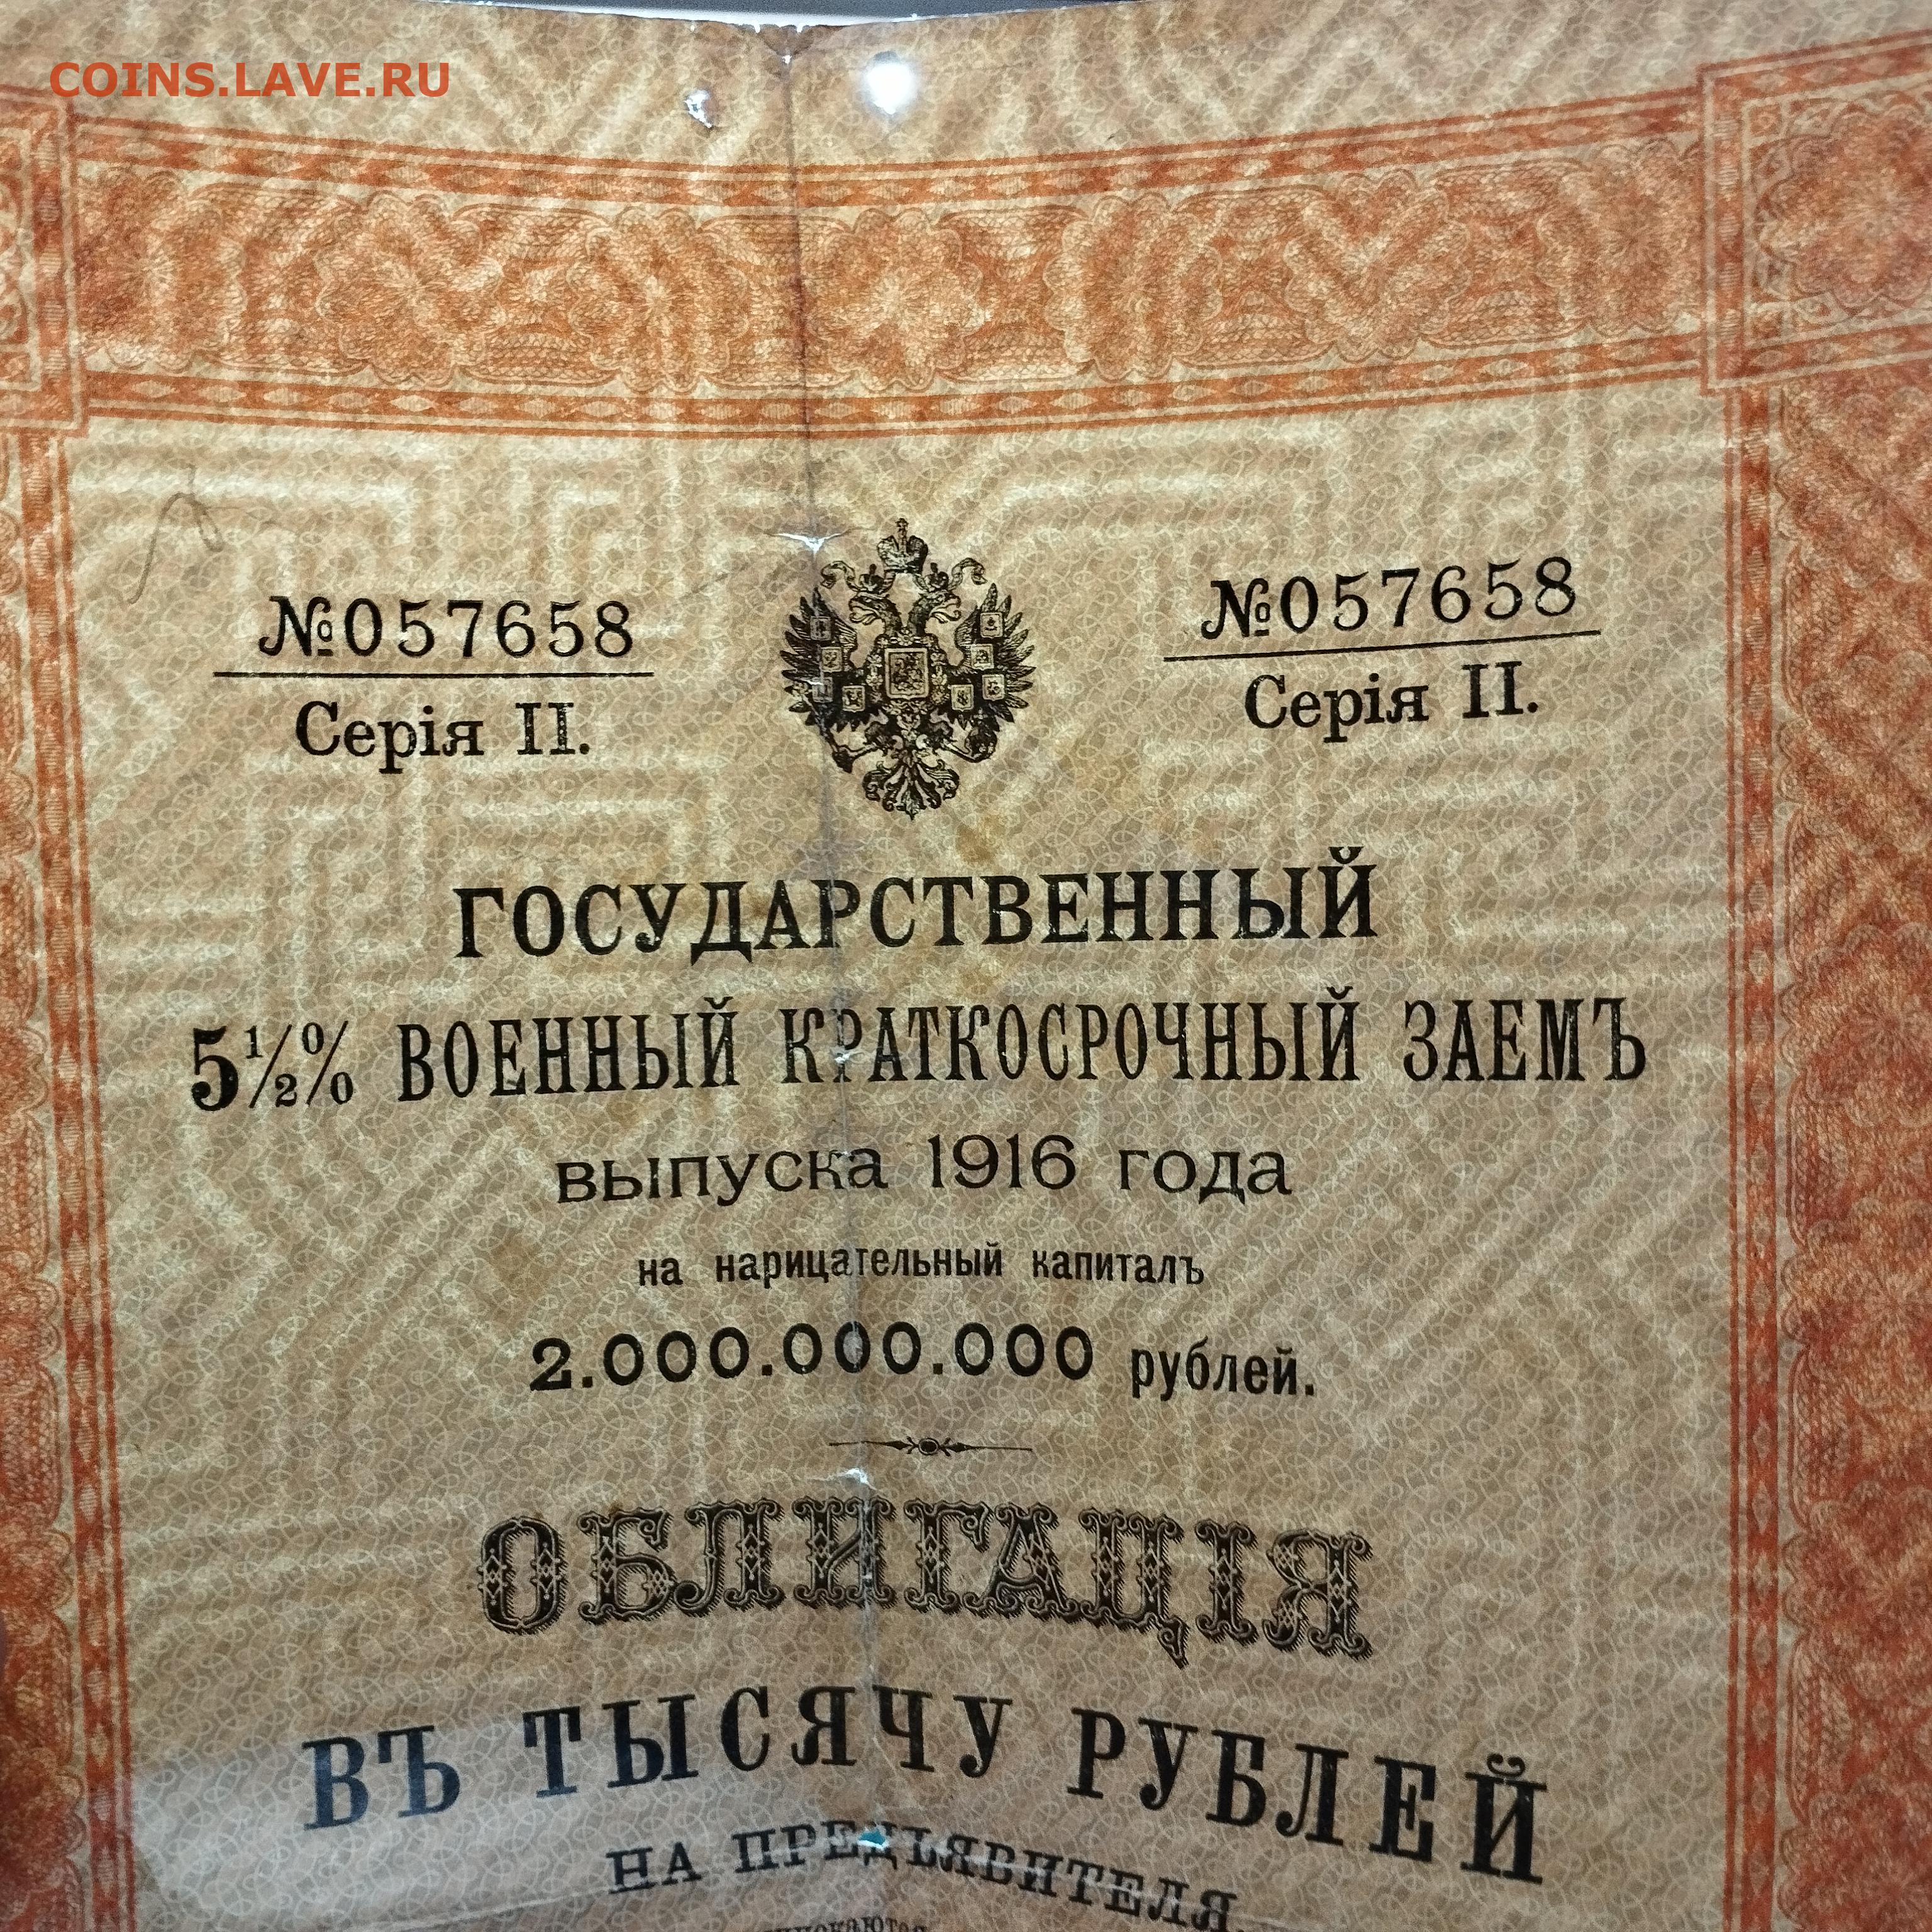 COINS.LAVE.RU
№057658
Серія II.
№057658
Серія II.
ГОСУДАРСТВЕННЫЙ
5½% ВОЕННЫЙ КРАТКОСРОЧНЫЙ ЗАЕМЪ
выпуска 1916 года
на нарицательный капиталъ
2.000.000.000 рублей.
ОБЛИГАЦІЯ
ВЪ ТЫСЯЧУ РУБЛЕЙ
НА ПРЕДЪЯВИТЕЛЯ.